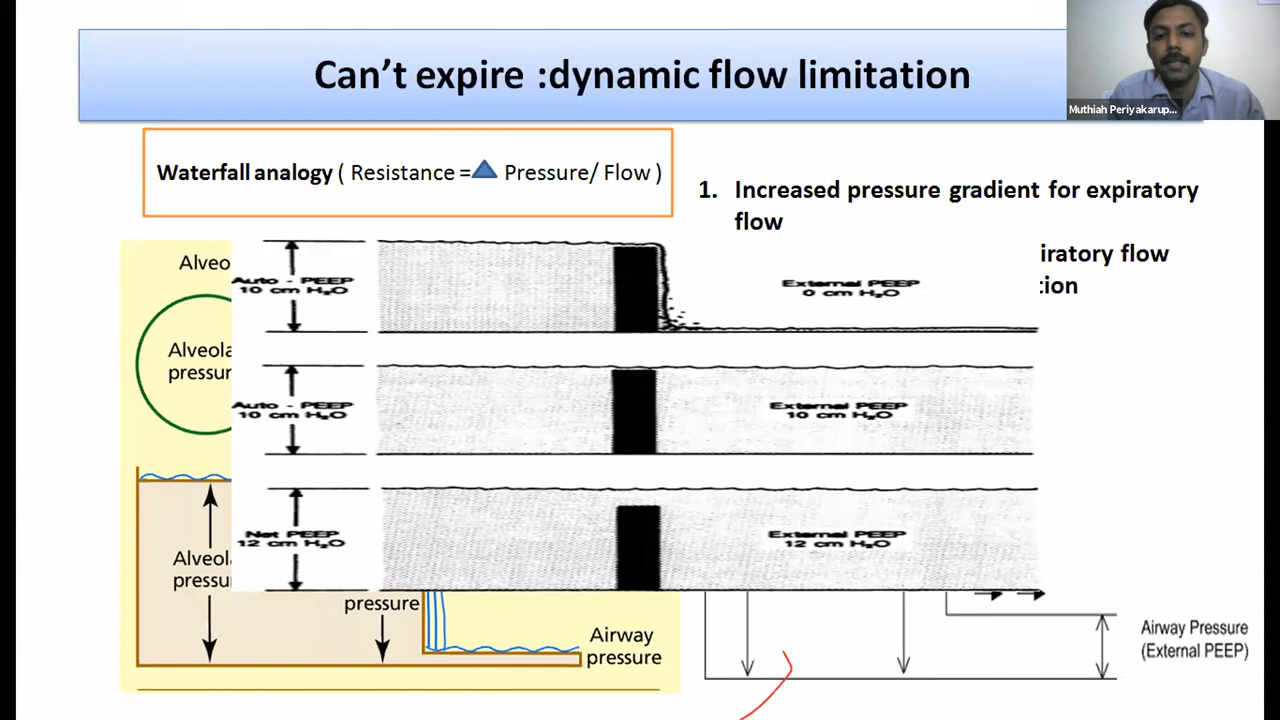 Can't expire :dynamic flow limitation
Muthiah Periyakarup...
Waterfall analogy ( Resistance = Pressure/ Flow )
1. Increased pressure gradient for expiratory
flow
iratory flow
tion
Alveo
Alveola
pressur
Auto - PEEP
10 cm H₂O
External PEEP
0 cm H₂O
Auto - PEEP
10 cm H₂O
External PEEP
10 cm H₂O
Net PEEP
12 cm H₂O
External PEEP
12 cm H₂O
Alveol
pressu
pressure
Airway
pressure
Airway Pressure
(External PEEP)